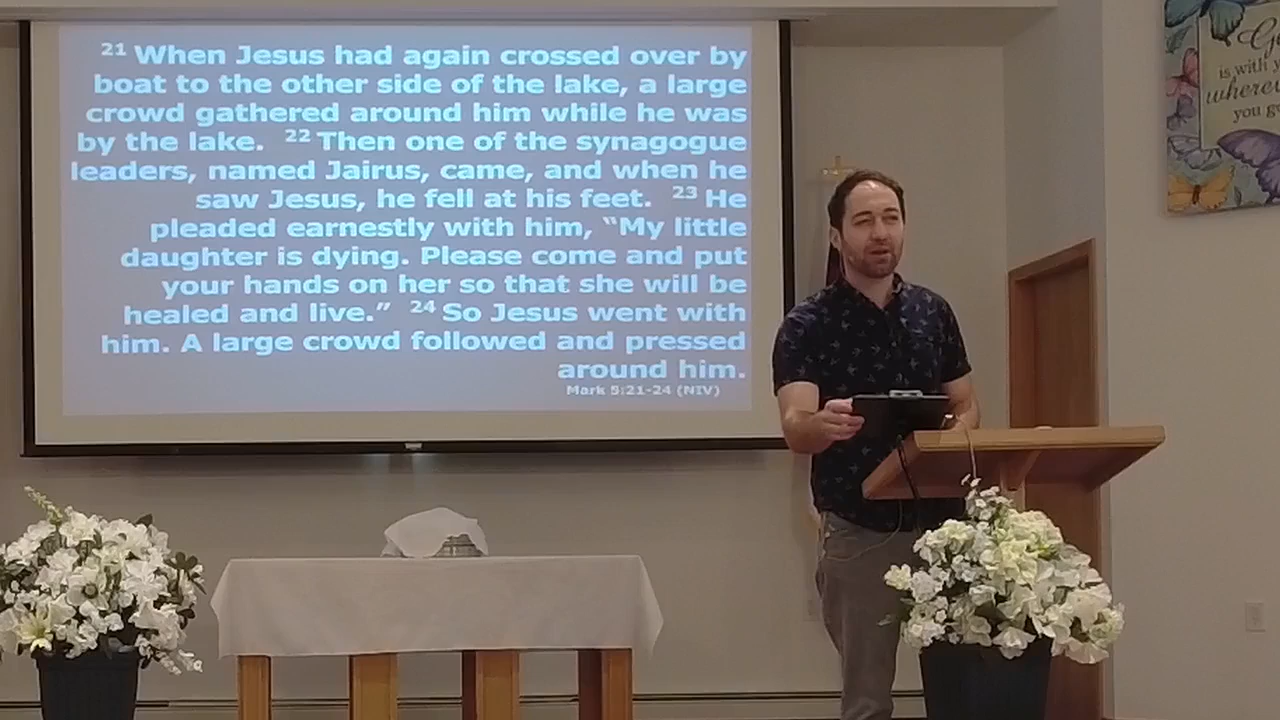 21 When Jesus had again crossed over by
boat to the other side of the lake, a large
crowd gathered around him while he was
by the lake. 22 Then one of the synagogue
leaders, named Jairus, came, and when he
saw Jesus, he fell at his feet. 23 He
pleaded earnestly with him, “My little
daughter is dying. Please come and put
your hands on her so that she will be
healed and live.” 24 So Jesus went with
him. A large crowd followed and pressed
around him.
Mark 5:21-24 (NIV)
is with
you g